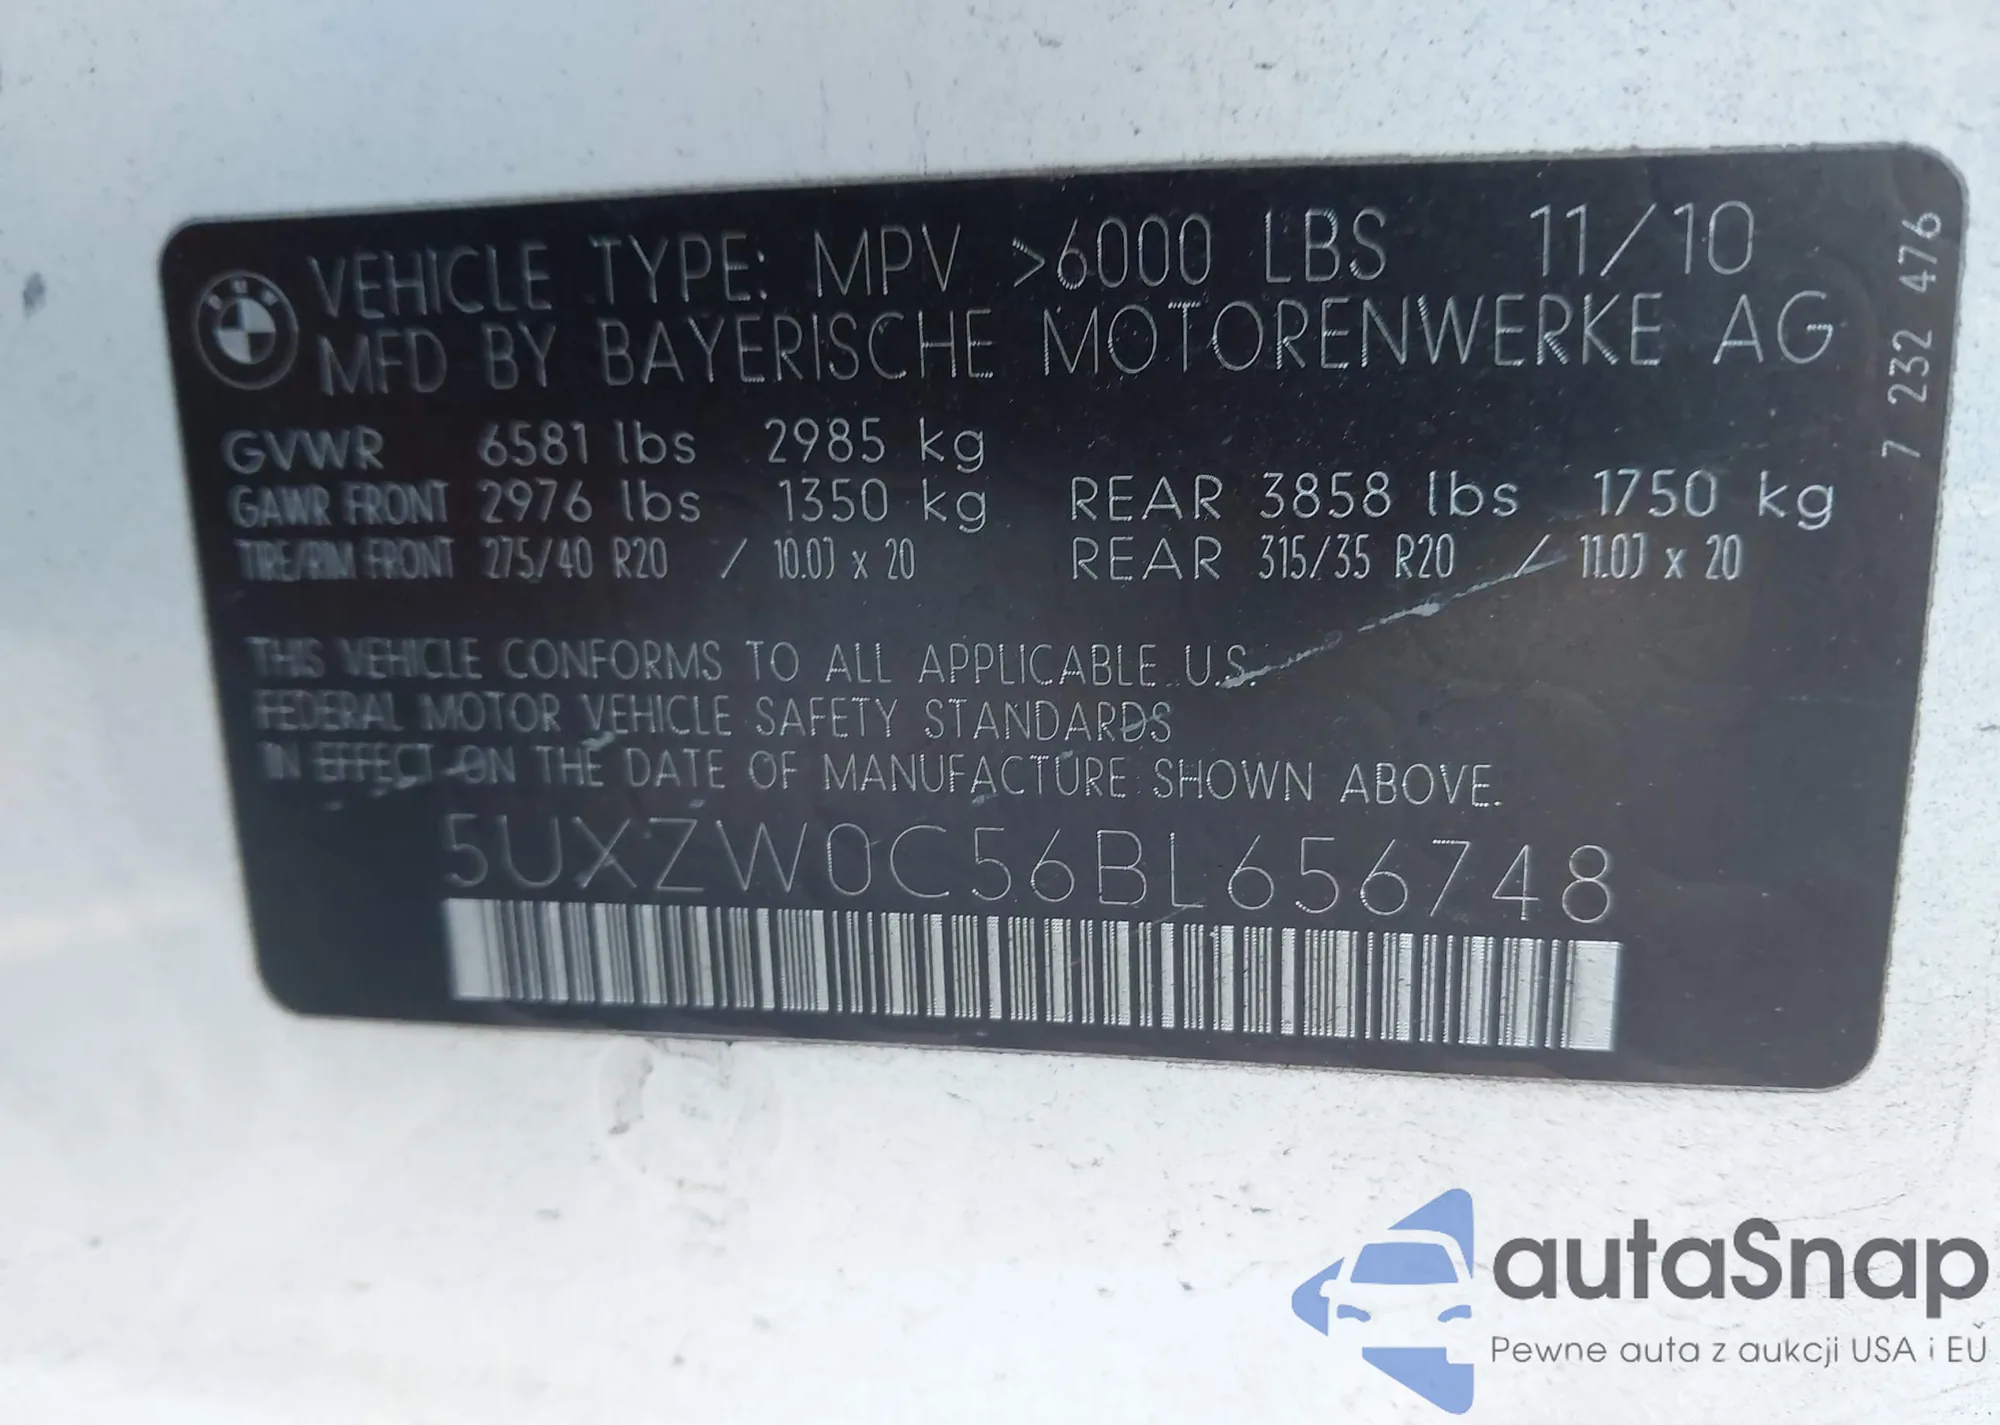 BMW
VEHICLE TYPE: MPV >6000 LBS 11/10
MFD BY BAYERISCHE MOTORENWERKE AG
7 232 476
GVWR 6581 lbs 2985 kg
GAWR FRONT 2976 lbs 1350 kg REAR 3858 lbs 1750 kg
TIRE/RIM FRONT 275/40 R20 / 10.0J x 20 REAR 315/35 R20 / 11.0J x 20
THIS VEHICLE CONFORMS TO ALL APPLICABLE U.S.
FEDERAL MOTOR VEHICLE SAFETY STANDARDS
IN EFFECT ON THE DATE OF MANUFACTURE SHOWN ABOVE.
5UXZW0C56BL656748
autaSnap
Pewne auta z aukcji USA i EU